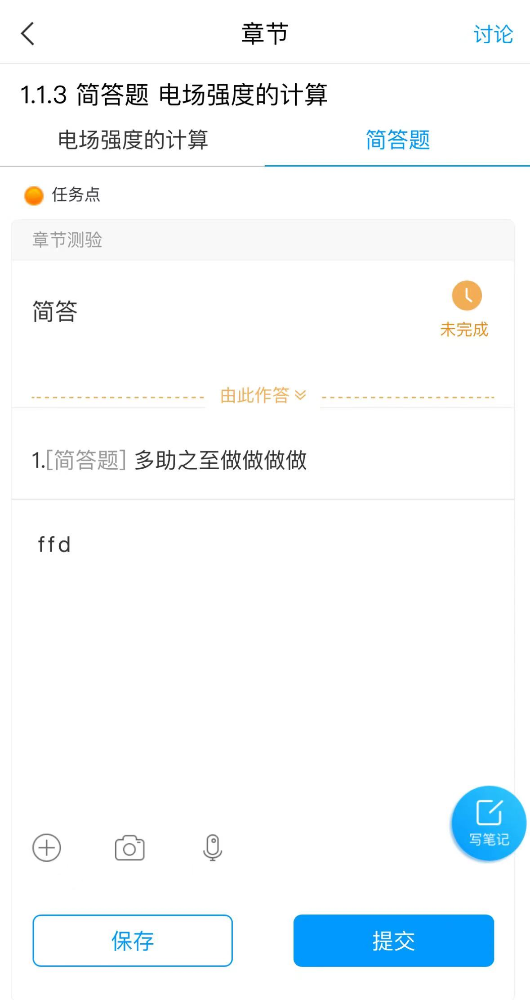 章节
讨论
1.1.3 简答题 电场强度的计算
电场强度的计算
简答题
任务点
章节测验
简答
未完成
由此作答
1.[简答题] 多助之至做做做做
ffd
写笔记
保存
提交